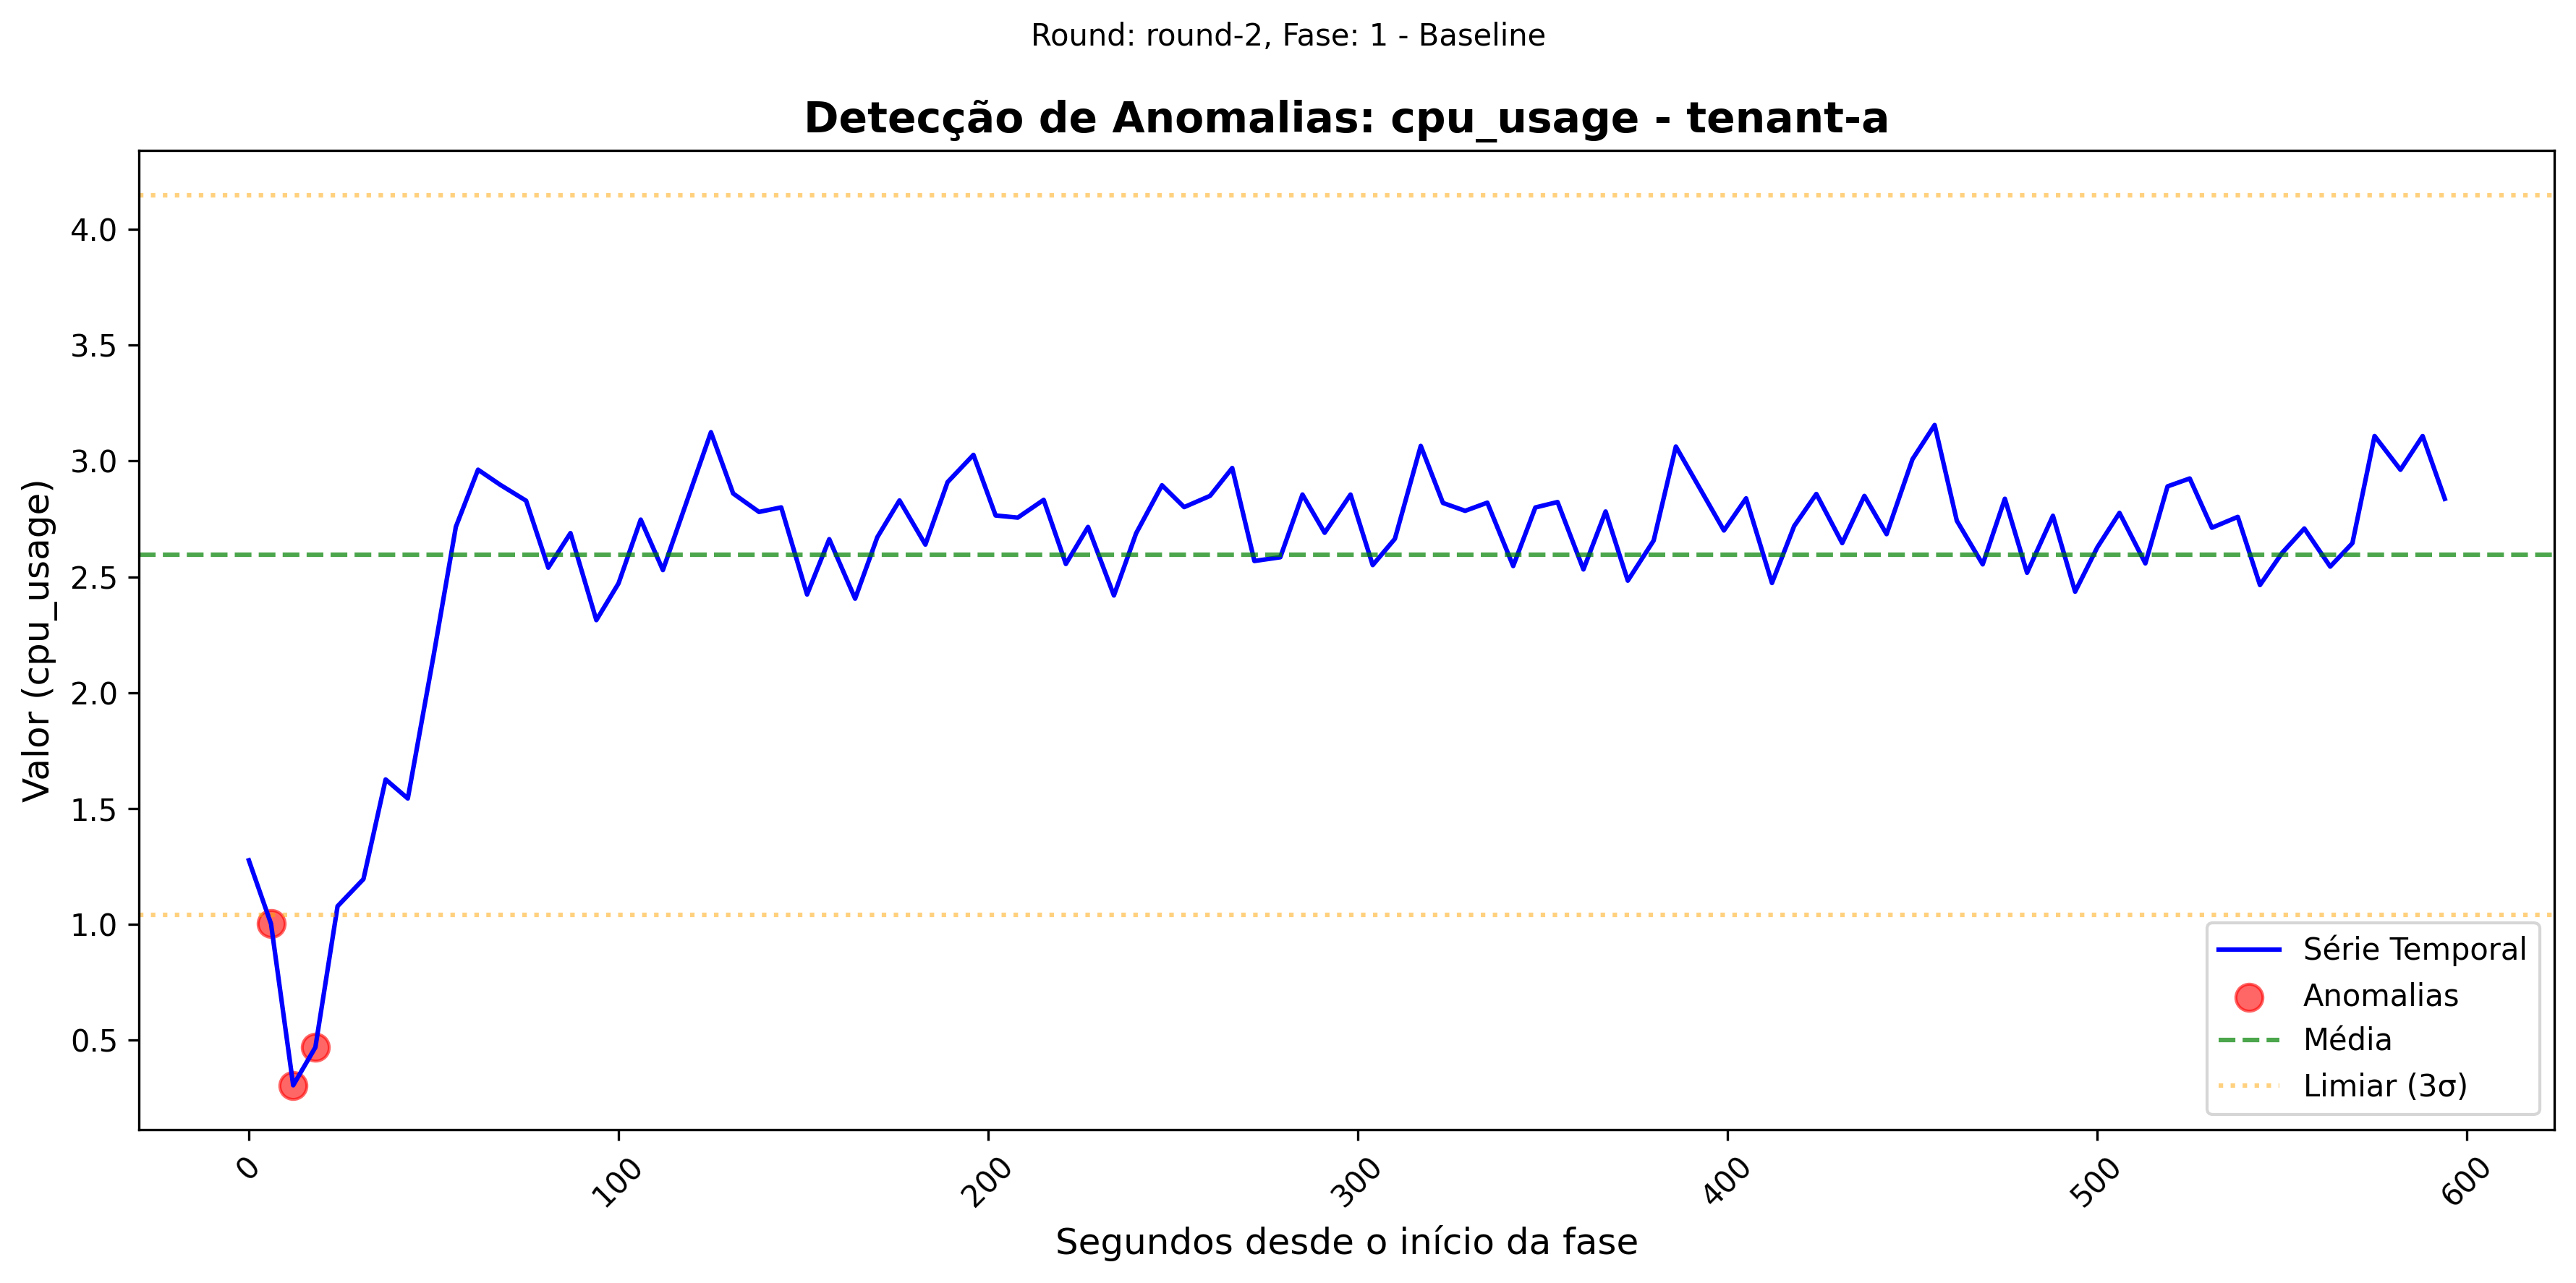 Round: round-2, Fase: 1 - Baseline
Detecção de Anomalias: cpu_usage - tenant-a
Valor (cpu_usage)
4.0
3.5
3.0
2.5
2.0
1.5
1.0
0.5
Série Temporal
Anomalias
Média
Limiar (3σ)
0
100
200
300
400
500
600
Segundos desde o início da fase